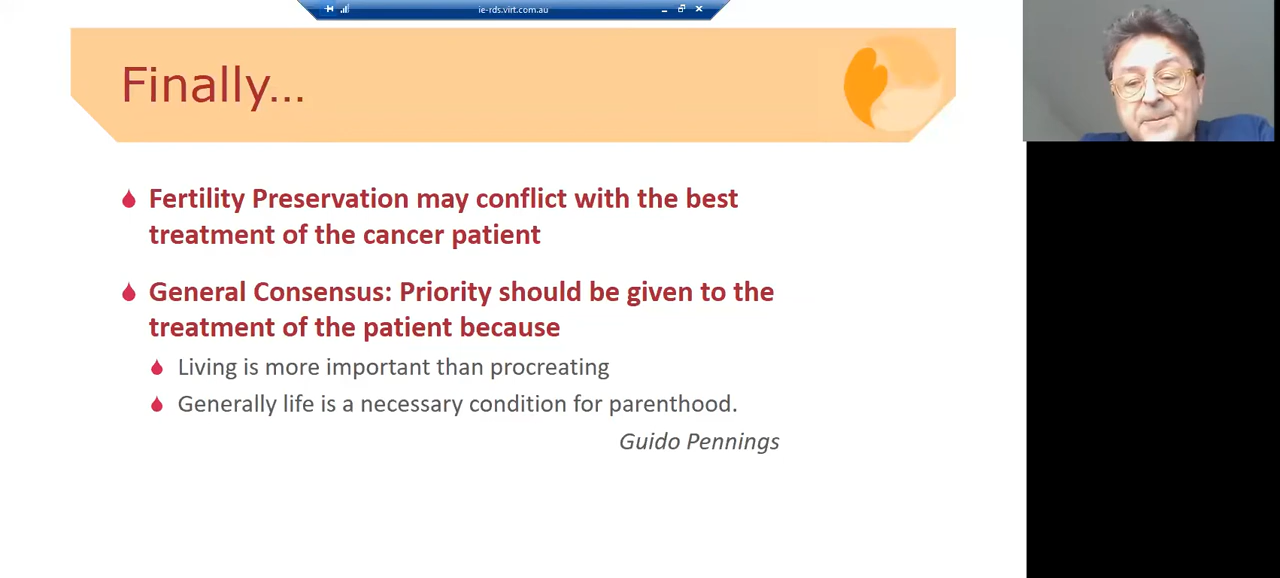 ie-rds.virt.com.au
Finally...
Fertility Preservation may conflict with the best
treatment of the cancer patient
General Consensus: Priority should be given to the
treatment of the patient because
Living is more important than procreating
Generally life is a necessary condition for parenthood.
Guido Pennings